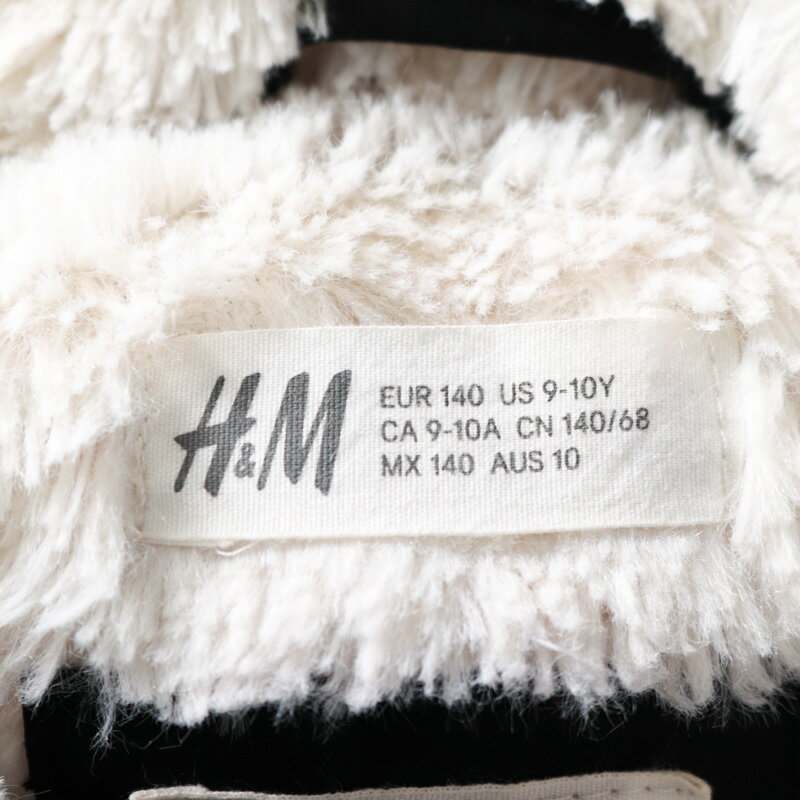 H&M
EUR 140 US 9-10Y
CA 9-10A CN 140/68
MX 140 AUS 10